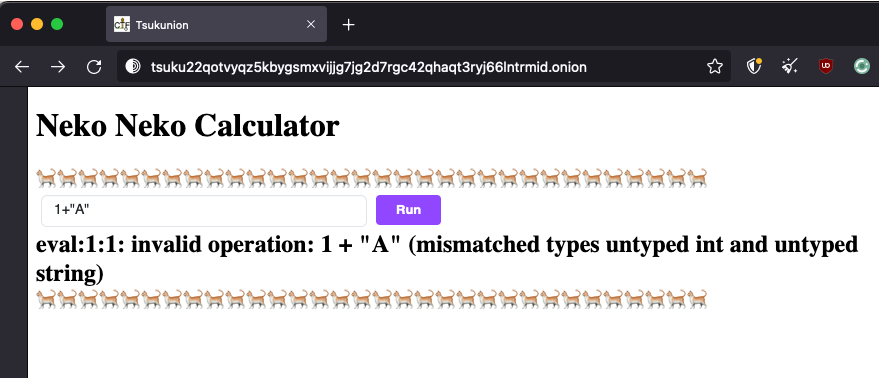 CTF Tsukunion
tsuku22qotvyqz5kbygsmxvijjg7jg2d7rgc42qhaqt3ryj66lntrmid.onion
Neko Neko Calculator
1+"A"
Run
eval:1:1: invalid operation: 1 + "A" (mismatched types untyped int and untyped
string)